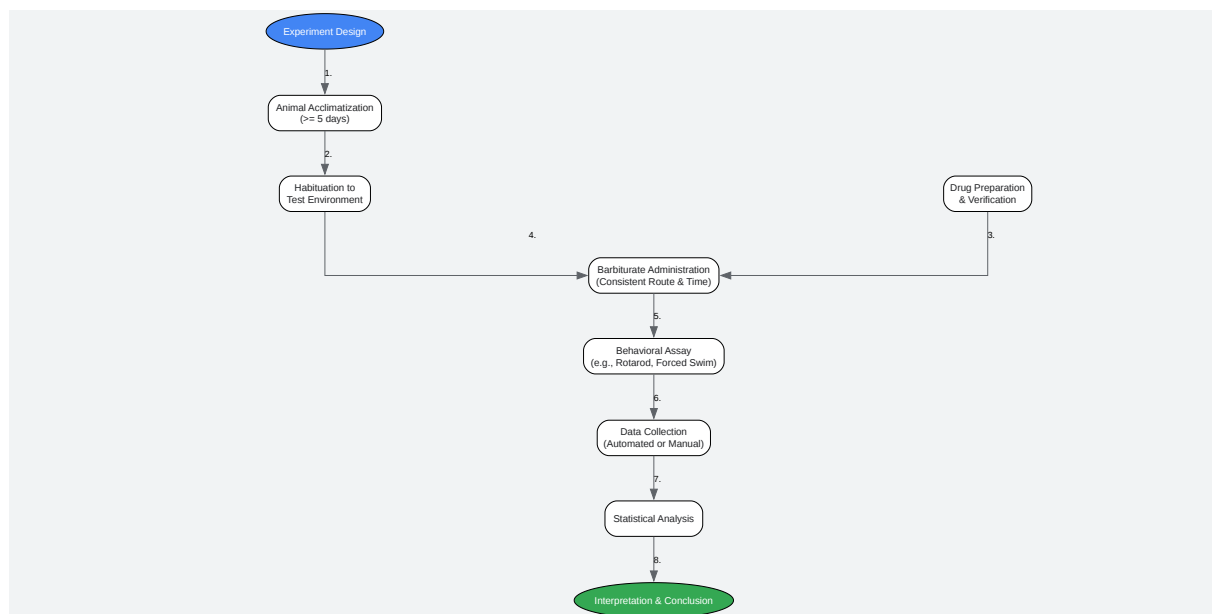 Experiment Design
1.
Animal Acclimatization
(>= 5 days)
2.
Habituation to
Test Environment
Drug Preparation
& Verification
4.
3.
Barbiturate Administration
(Consistent Route & Time)
5.
Behavioral Assay
(e.g., Rotarod, Forced Swim)
6.
Data Collection
(Automated or Manual)
7.
Statistical Analysis
8.
Interpretation & Conclusion